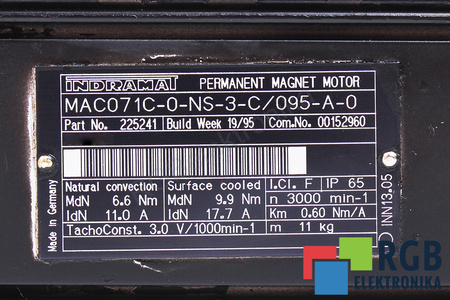 INDRAMAT PERMANENT MAGNET MOTOR
MAC071C-0-NS-3-C/095-A-0
Part No. 225241 Build Week 19/95 Com.No. 00152960
Natural convection Surface cooled I.Cl. F IP 65
MdN 6.6 Nm MdN 9.9 Nm n 3000 min-1
IdN 11.0 A IdN 17.7 A Km 0.60 Nm/A
TachoConst. 3.0 V/1000min-1 m 11 kg
Made in Germany
INN13.05
RGB
ELEKTRONIKA